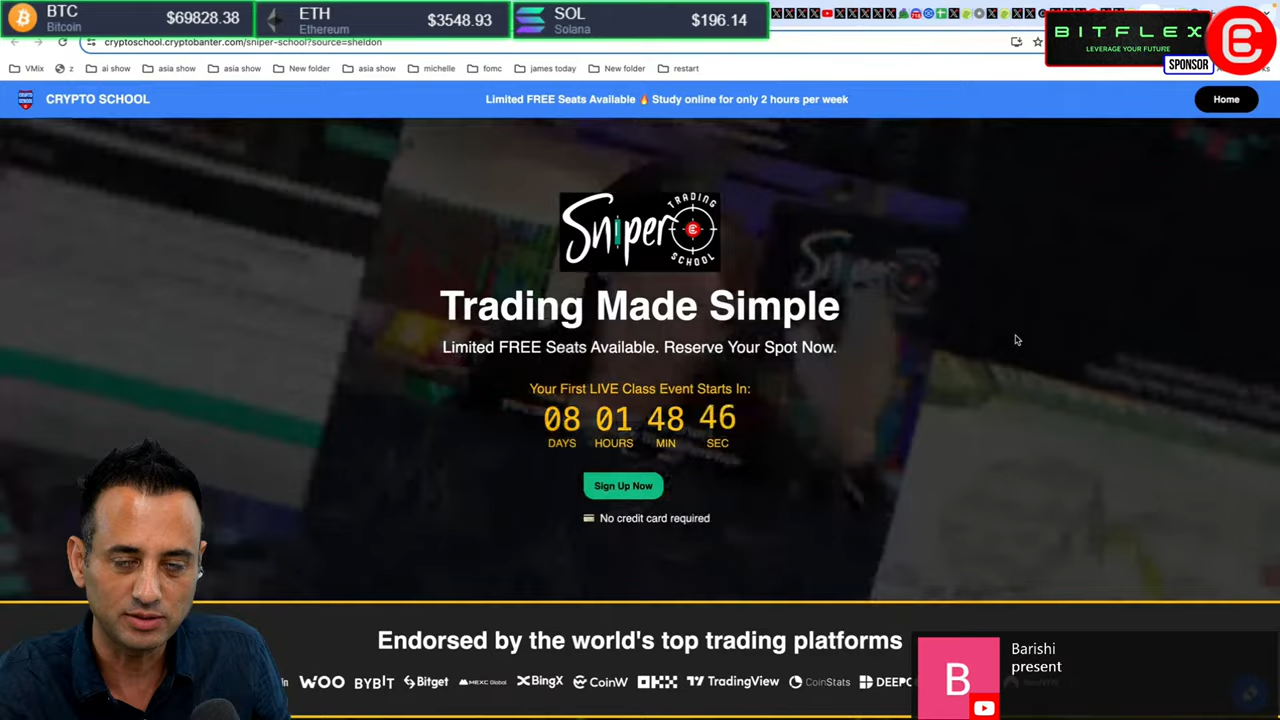 BTC
Bitcoin
$69828.38
ETH
Ethereum
$3548.93
SOL
Solana
$196.14
cryptoschool.cryptobanter.com/sniper-school?source=sheldon
BITFLEX
LEVERAGE YOUR FUTURE
SPONSOR
VMix
z
ai show
asia show
asia show
New folder
asia show
michelle
fomc
james today
New folder
restart
CRYPTO SCHOOL
Limited FREE Seats Available 🔥 Study online for only 2 hours per week
Home
Sniper
TRADING
SCHOOL
Trading Made Simple
Limited FREE Seats Available. Reserve Your Spot Now.
Your First LIVE Class Event Starts In:
08 01 48 46
DAYS HOURS MIN SEC
Sign Up Now
No credit card required
Endorsed by the world's top trading platforms
WOO BYBIT Bitget MEXC Global BingX CoinW OKX TradingView CoinStats
B
Barishi
present